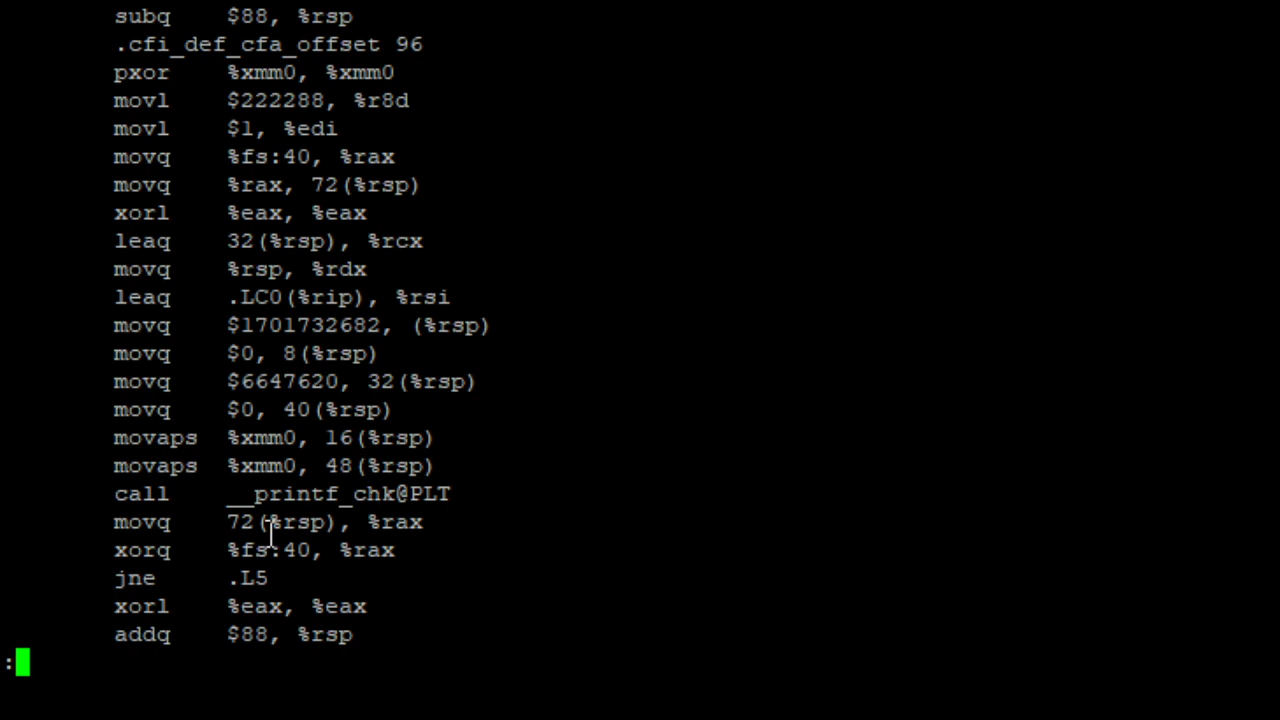 subq $88, %rsp
.cfi_def_cfa_offset 96
pxor %xmm0, %xmm0
movl $222288, %r8d
movl $1, %edi
movq %fs:40, %rax
movq %rax, 72(%rsp)
xorl %eax, %eax
leaq 32(%rsp), %rcx
movq %rsp, %rdx
leaq .LC0(%rip), %rsi
movq $1701732682, (%rsp)
movq $0, 8(%rsp)
movq $6647620, 32(%rsp)
movq $0, 40(%rsp)
movaps %xmm0, 16(%rsp)
movaps %xmm0, 48(%rsp)
call __printf_chk@PLT
movq 72(%rsp), %rax
xorq %fs:40, %rax
jne .L5
xorl %eax, %eax
addq $88, %rsp
: